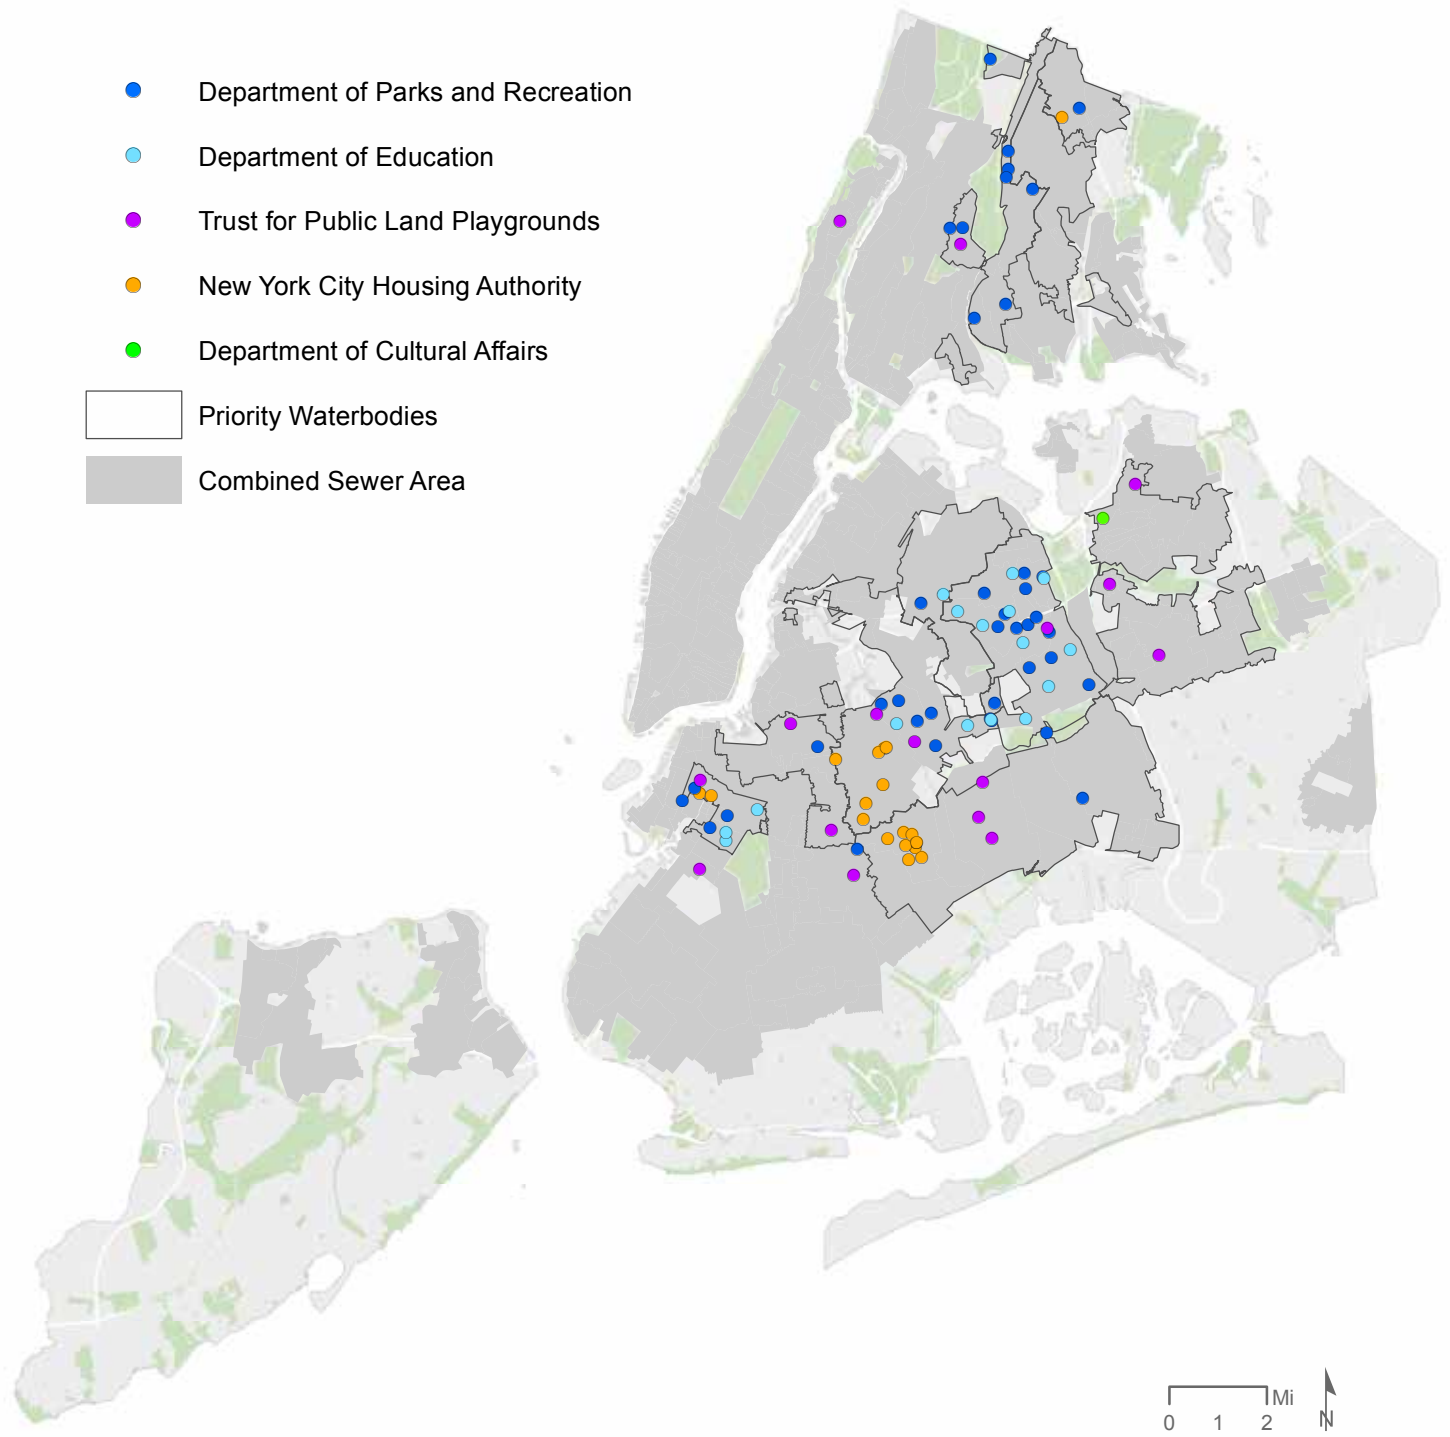 Department of Parks and Recreation
Department of Education
Trust for Public Land Playgrounds
New York City Housing Authority
Department of Cultural Affairs
Priority Waterbodies
Combined Sewer Area
Mi
0 1 2
N